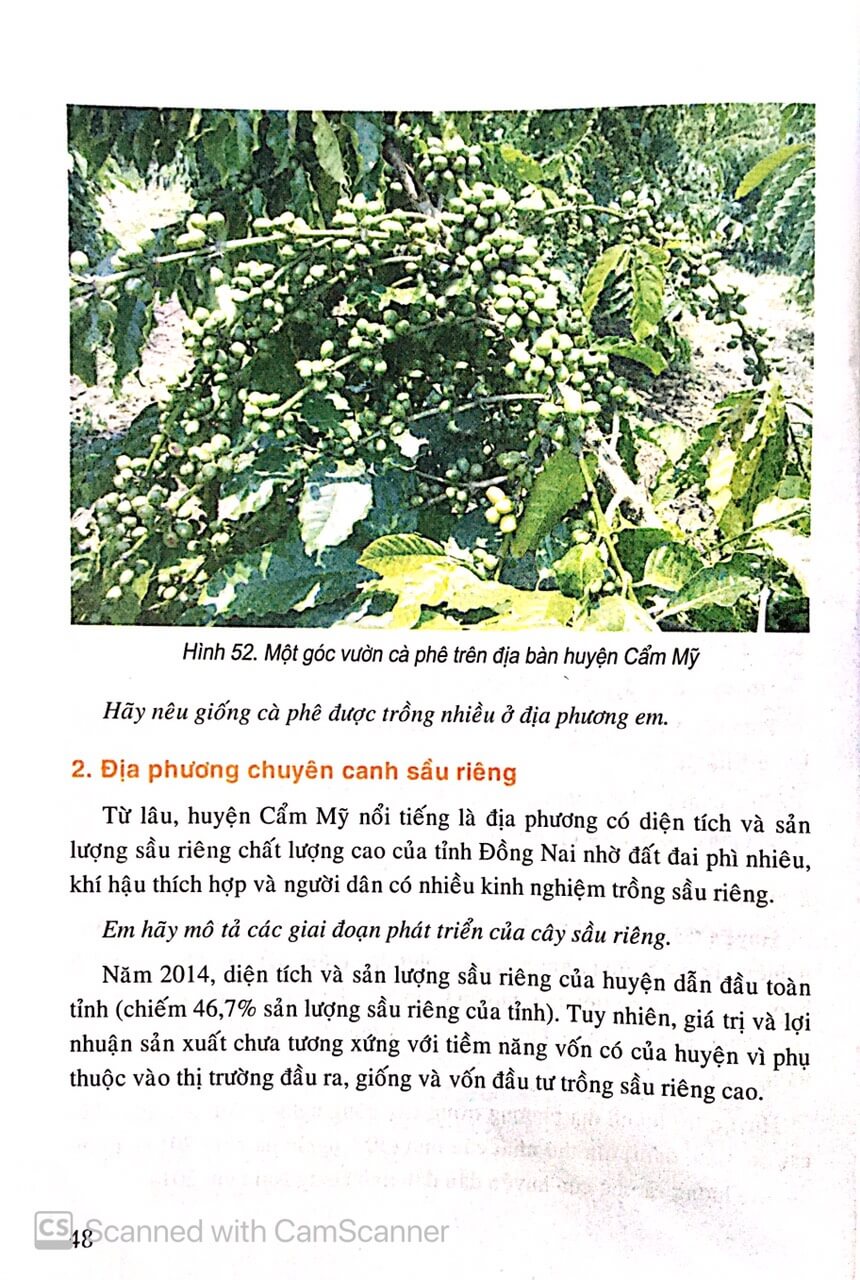 Hình 52. Một góc vườn cà phê trên địa bàn huyện Cẩm Mỹ
Hãy nêu giống cà phê được trồng nhiều ở địa phương em.
2. Địa phương chuyên canh sầu riêng
Từ lâu, huyện Cẩm Mỹ nổi tiếng là địa phương có diện tích và sản
lượng sầu riêng chất lượng cao của tỉnh Đồng Nai nhờ đất đai phì nhiêu,
khí hậu thích hợp và người dân có nhiều kinh nghiệm trồng sầu riêng.
Em hãy mô tả các giai đoạn phát triển của cây sầu riêng.
Năm 2014, diện tích và sản lượng sầu riêng của huyện dẫn đầu toàn
tỉnh (chiếm 46,7% sản lượng sầu riêng của tỉnh). Tuy nhiên, giá trị và lợi
nhuận sản xuất chưa tương xứng với tiềm năng vốn có của huyện vì phụ
thuộc vào thị trường đầu ra, giống và vốn đầu tư trồng sầu riêng cao.
48
CS Scanned with CamScanner